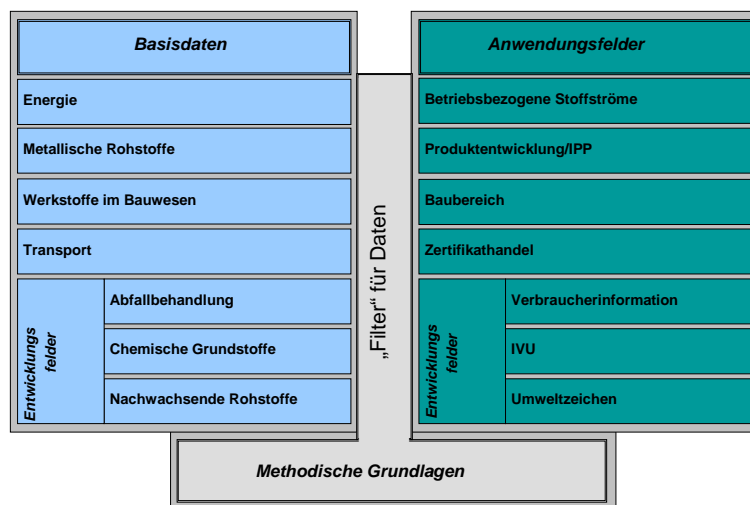 Basisdaten
Energie
Metallische Rohstoffe
Werkstoffe im Bauwesen
Transport
Entwicklungs
felder
Abfallbehandlung
Chemische Grundstoffe
Nachwachsende Rohstoffe
„Filter“ für Daten
Anwendungsfelder
Betriebsbezogene Stoffströme
Produktentwicklung/IPP
Baubereich
Zertifikathandel
Entwicklungs
felder
Verbraucherinformation
IVU
Umweltzeichen
Methodische Grundlagen